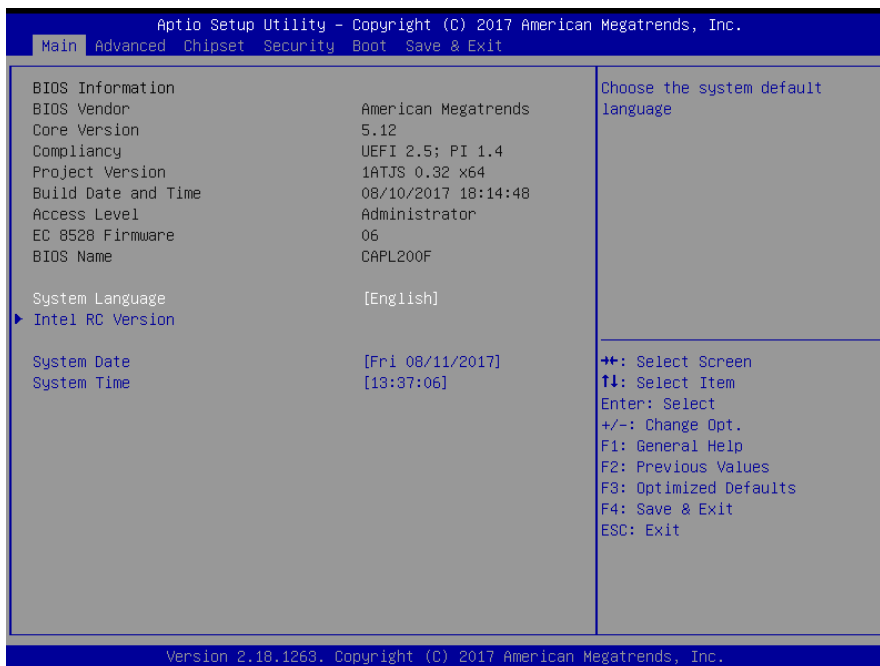 Aptio Setup Utility – Copyright (C) 2017 American Megatrends, Inc.
Main Advanced Chipset Security Boot Save & Exit
BIOS Information
BIOS Vendor American Megatrends
Core Version 5.12
Compliancy UEFI 2.5; PI 1.4
Project Version 1ATJS 0.32 x64
Build Date and Time 08/10/2017 18:14:48
Access Level Administrator
EC 8528 Firmware 06
BIOS Name CAPL200F
System Language [English]
Intel RC Version
System Date [Fri 08/11/2017]
System Time [13:37:06]
Choose the system default
language
→←: Select Screen
↑↓: Select Item
Enter: Select
+/-: Change Opt.
F1: General Help
F2: Previous Values
F3: Optimized Defaults
F4: Save & Exit
ESC: Exit
Version 2.18.1263. Copyright (C) 2017 American Megatrends, Inc.